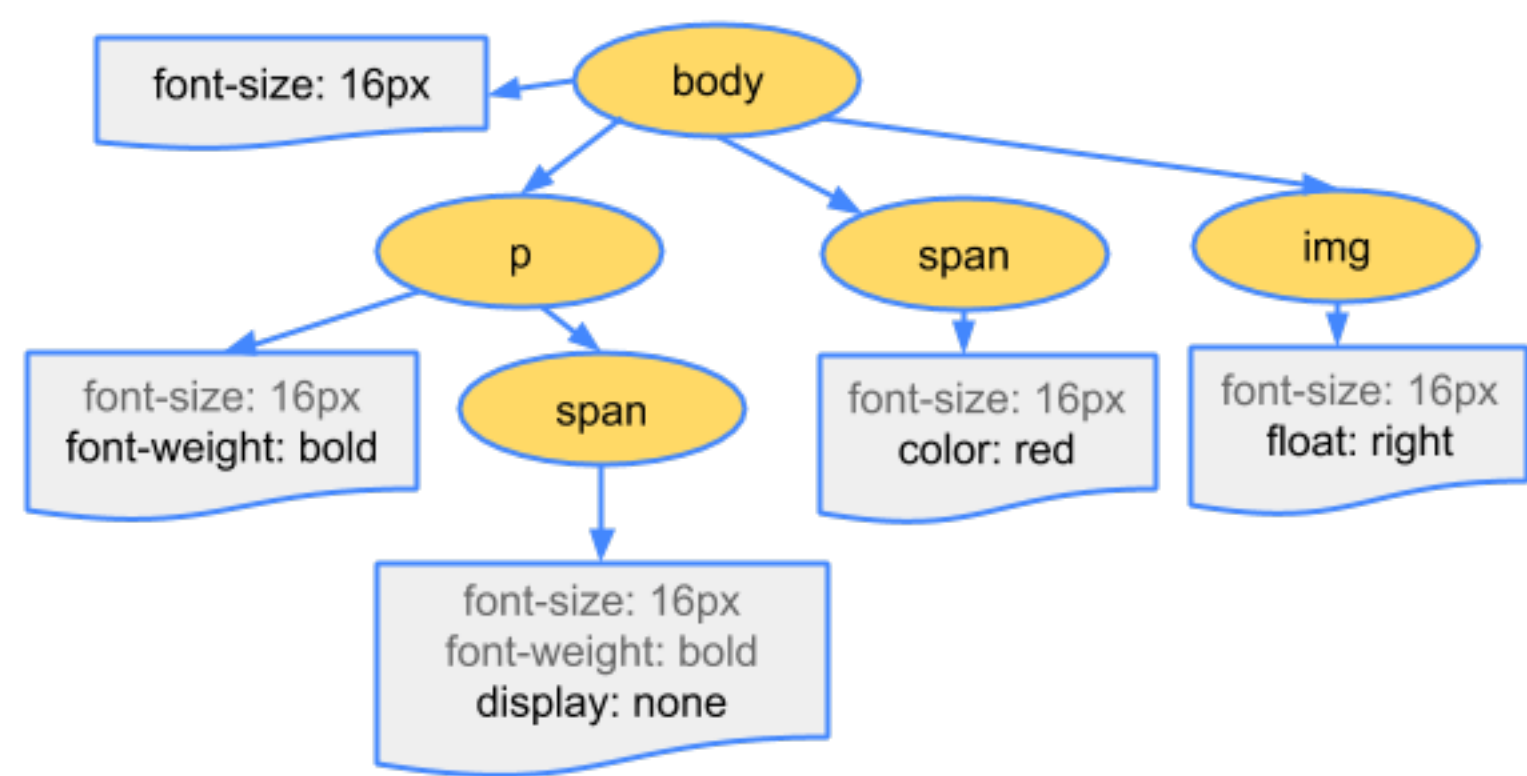 font-size: 16px
body
p
span
img
font-size: 16px
font-weight: bold
span
font-size: 16px
color: red
font-size: 16px
float: right
font-size: 16px
font-weight: bold
display: none